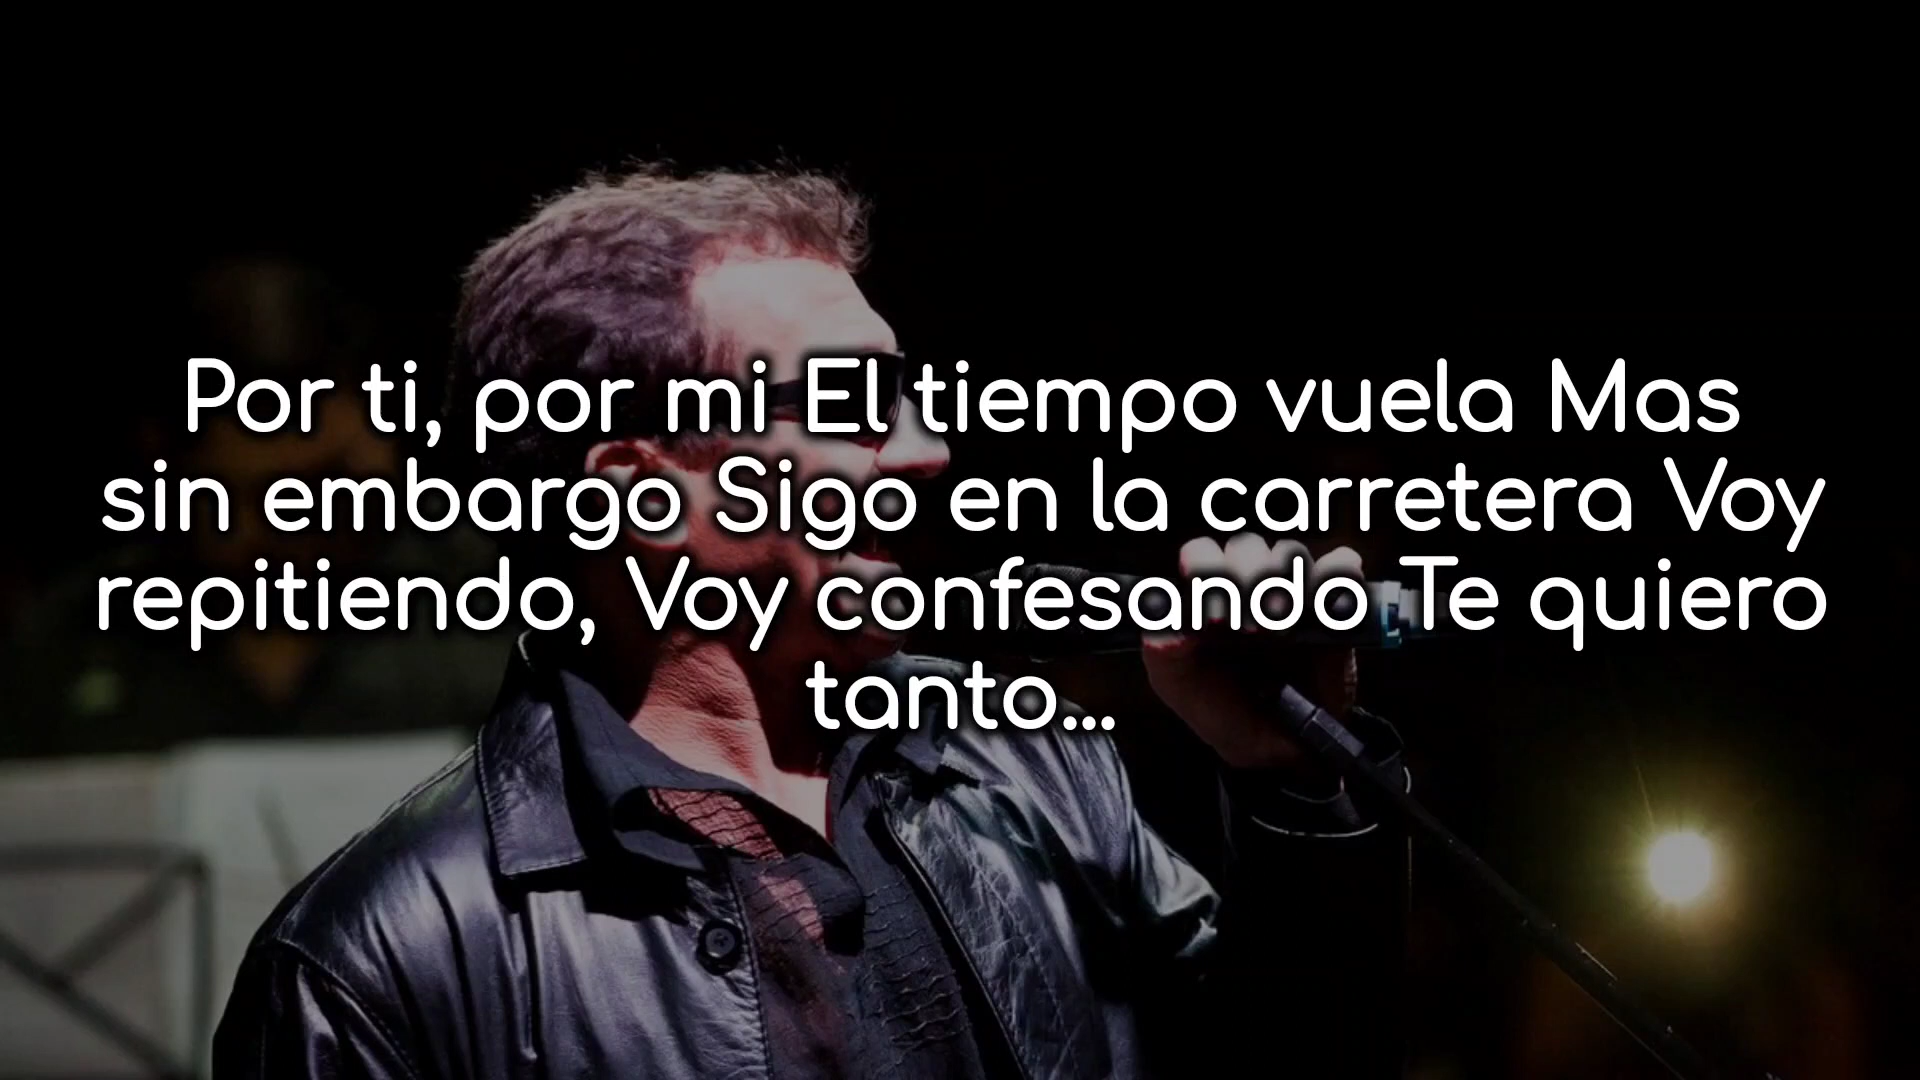 Por ti, por mi El tiempo vuela Mas
sin embargo Sigo en la carretera Voy
repitiendo, Voy confesando Te quiero
tanto...